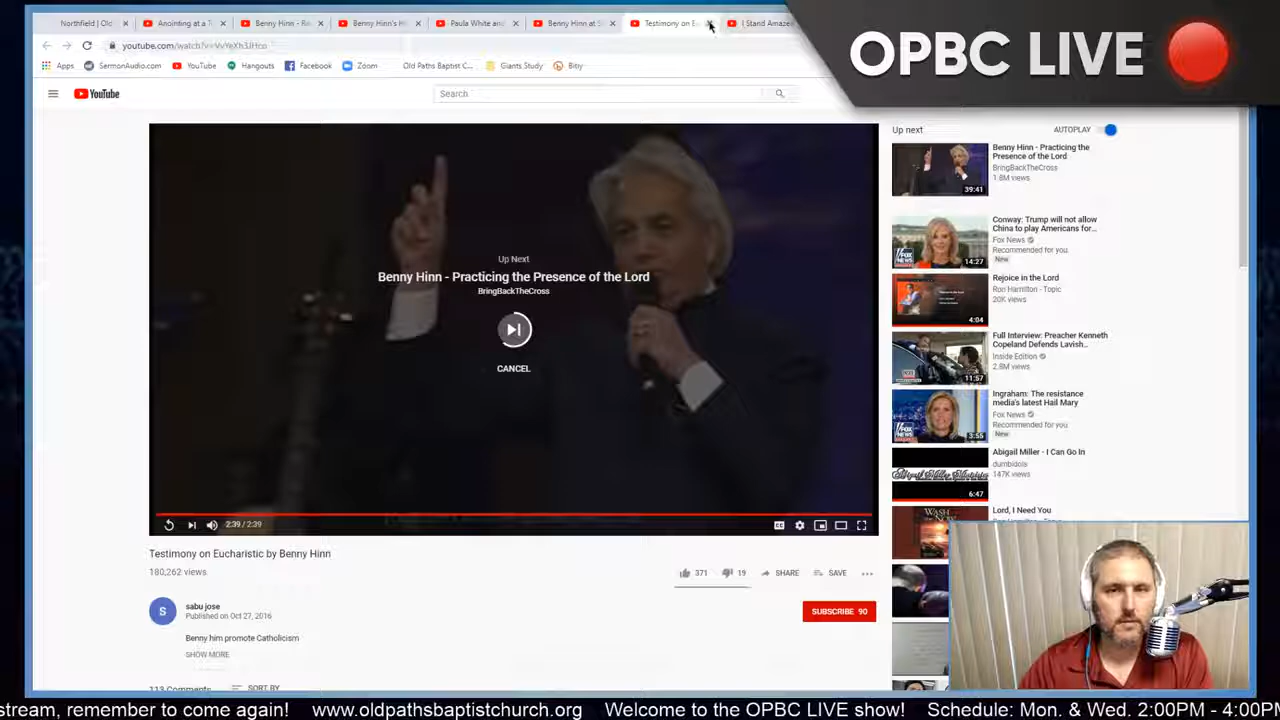 Northfield | Old
Anointing at a T
Benny Hinn - R
Benny Hinn's H
Paula White and
Benny Hinn at S
Testimony on E
I Stand Amaze
OPBC LIVE
youtube.com/watch?v=
Apps
SermonAudio.com
YouTube
Hangouts
Facebook
Zoom
Old Paths Baptist C...
Giants Study
Bitty
YouTube
Search
Up next
AUTOPLAY
Up Next
Benny Hinn - Practicing the Presence of the Lord
BringBackTheCross
CANCEL
2:39 / 2:39
Testimony on Eucharistic by Benny Hinn
180,262 views
371
19
SHARE
SAVE
S
sabu jose
Published on Oct 27, 2016
SUBSCRIBE 90
Benny him promote Catholicism
SHOW MORE
113 Comments
SORT BY
Benny Hinn - Practicing the
Presence of the Lord
BringBackTheCross
1.8M views
39:41
Conway: Trump will not allow
China to play Americans for...
Fox News
Recommended for you
New
14:27
Rejoice in the Lord
Ron Hamilton - Topic
20K views
4:04
Full Interview: Preacher Kenneth
Copeland Defends Lavish...
Inside Edition
2.8M views
11:57
Ingraham: The resistance
media's latest Hail Mary
Fox News
Recommended for you
New
3:55
Abigail Miller - I Can Go In
dumbidola
147K views
Abigail Miller Ministries
6:47
Lord, I Need You
WASH
NOW
stream, remember to come again! www.oldpathsbaptistchurch.org Welcome to the OPBC LIVE show! Schedule: Mon. & Wed. 2:00PM - 4:00PM